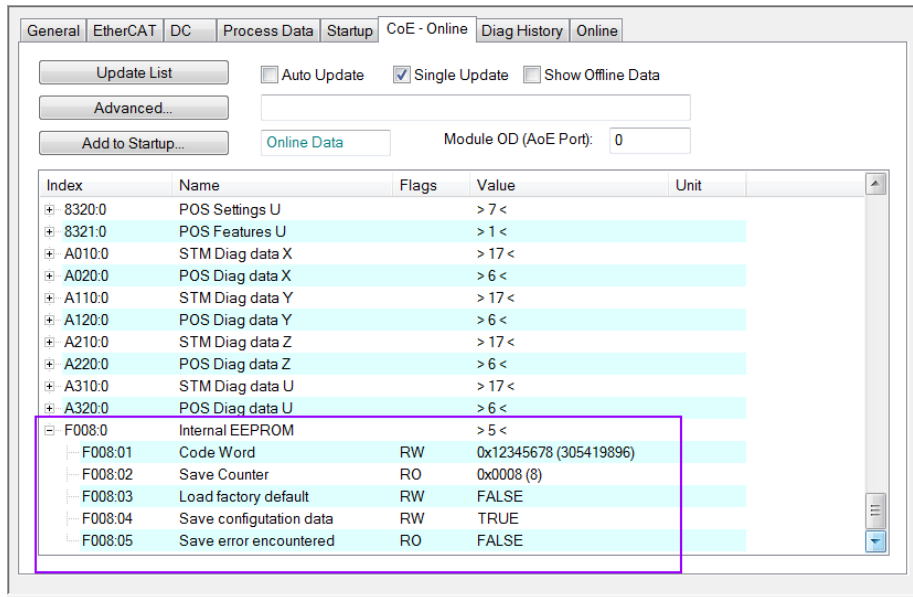 General EtherCAT DC Process Data Startup CoE - Online Diag History Online
Update List Auto Update Single Update Show Offline Data
Advanced...
Add to Startup... Online Data Module OD (AoE Port): 0
Index Name Flags Value Unit
8320:0 POS Settings U > 7 <
8321:0 POS Features U > 1 <
A010:0 STM Diag data X > 17 <
A020:0 POS Diag data X > 6 <
A110:0 STM Diag data Y > 17 <
A120:0 POS Diag data Y > 6 <
A210:0 STM Diag data Z > 17 <
A220:0 POS Diag data Z > 6 <
A310:0 STM Diag data U > 17 <
A320:0 POS Diag data U > 6 <
F008:0 Internal EEPROM > 5 <
F008:01 Code Word RW 0x12345678 (305419896)
F008:02 Save Counter RO 0x0008 (8)
F008:03 Load factory default RW FALSE
F008:04 Save configutation data RW TRUE
F008:05 Save error encountered RO FALSE